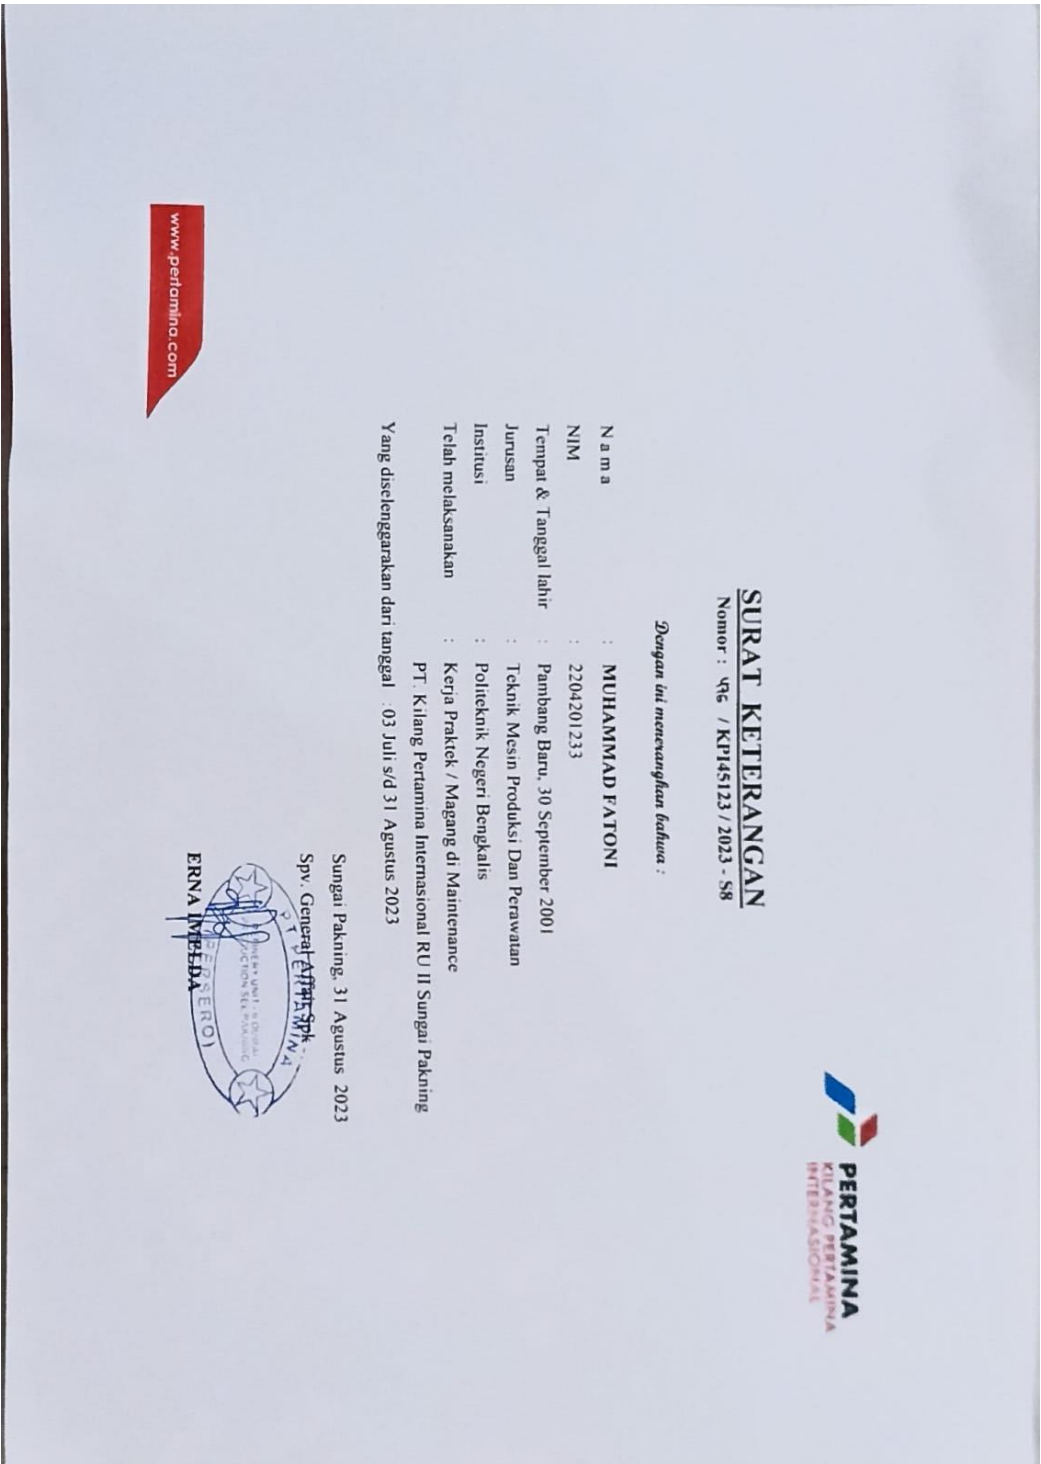 PERTAMINA
KILANG PERTAMINA
INTERNASIONAL
SURAT KETERANGAN
Nomor : / KPI45123 / 2023 - S8
Dengan ini menerangkan bahwa :
N a m a : MUHAMMAD FATONI
NIM : 2204201233
Tempat & Tanggal lahir : Pambang Baru, 30 September 2001
Jurusan : Teknik Mesin Produksi Dan Perawatan
Institusi : Politeknik Negeri Bengkalis
Telah melaksanakan : Kerja Praktek / Magang di Maintenance
PT. Kilang Pertamina Internasional RU II Sungai Pakning
Yang diselenggarakan dari tanggal : 03 Juli s/d 31 Agustus 2023
Sungai Pakning, 31 Agustus 2023
Spv. General Affair Spk
PT PERTAMINA
(PERSERO)
ERNA IMELDA
www.pertamina.com